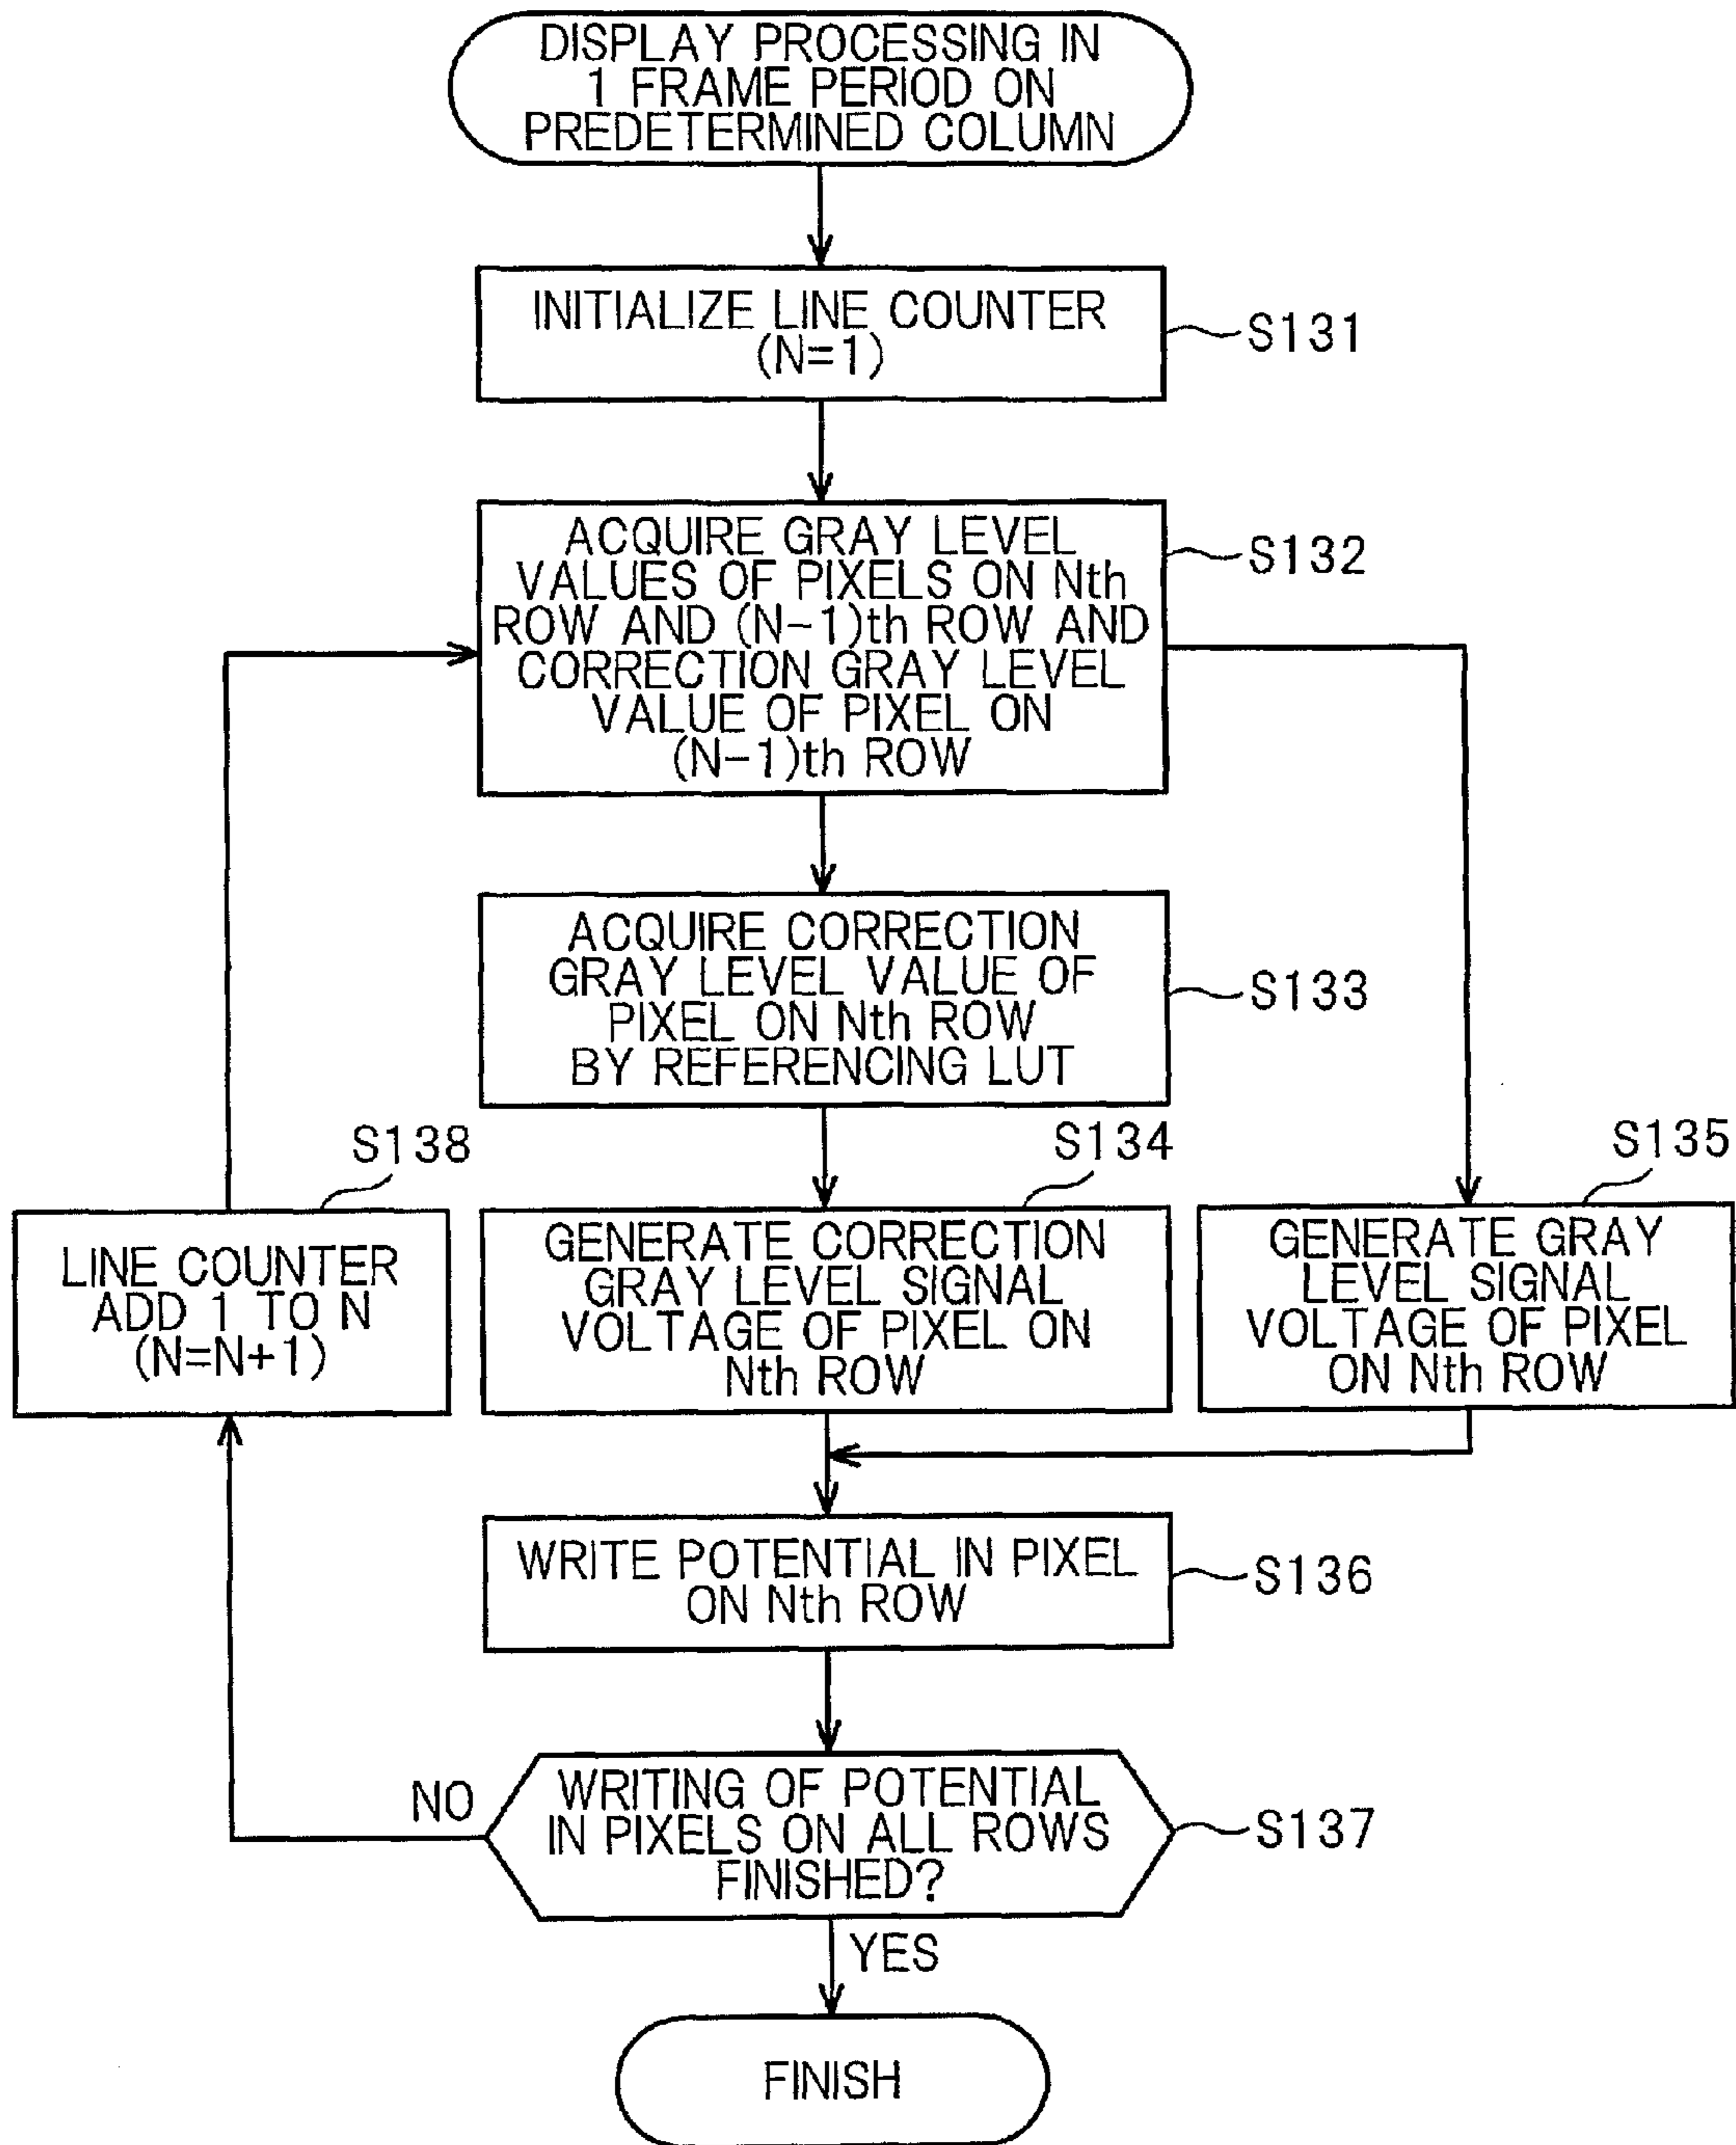 DISPLAY PROCESSING IN
1 FRAME PERIOD ON
PREDETERMINED COLUMN
INITIALIZE LINE COUNTER
(N=1)
S131
ACQUIRE GRAY LEVEL
VALUES OF PIXELS ON Nth
ROW AND (N-1)th ROW AND
CORRECTION GRAY LEVEL
VALUE OF PIXEL ON
(N-1)th ROW
S132
ACQUIRE CORRECTION
GRAY LEVEL VALUE OF
PIXEL ON Nth ROW
BY REFERENCING LUT
S133
S138
LINE COUNTER
ADD 1 TO N
(N=N+1)
S134
GENERATE CORRECTION
GRAY LEVEL SIGNAL
VOLTAGE OF PIXEL ON
Nth ROW
S135
GENERATE GRAY
LEVEL SIGNAL
VOLTAGE OF PIXEL
ON Nth ROW
WRITE POTENTIAL IN PIXEL
ON Nth ROW
S136
NO
WRITING OF POTENTIAL
IN PIXELS ON ALL ROWS
FINISHED?
S137
YES
FINISH